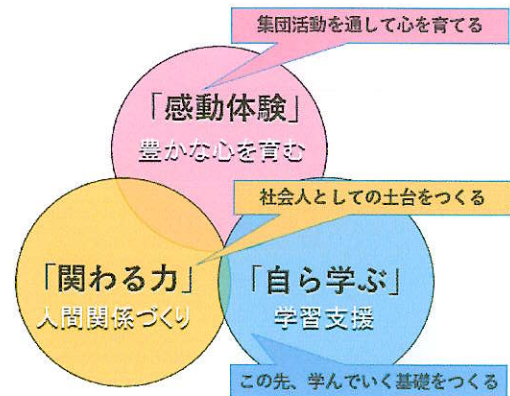 集団活動を通して心を育てる
「感動体験」
豊かな心を育む
社会人としての土台をつくる
「関わる力」
人間関係づくり
「自ら学ぶ」
学習支援
この先、学んでいく基礎をつくる